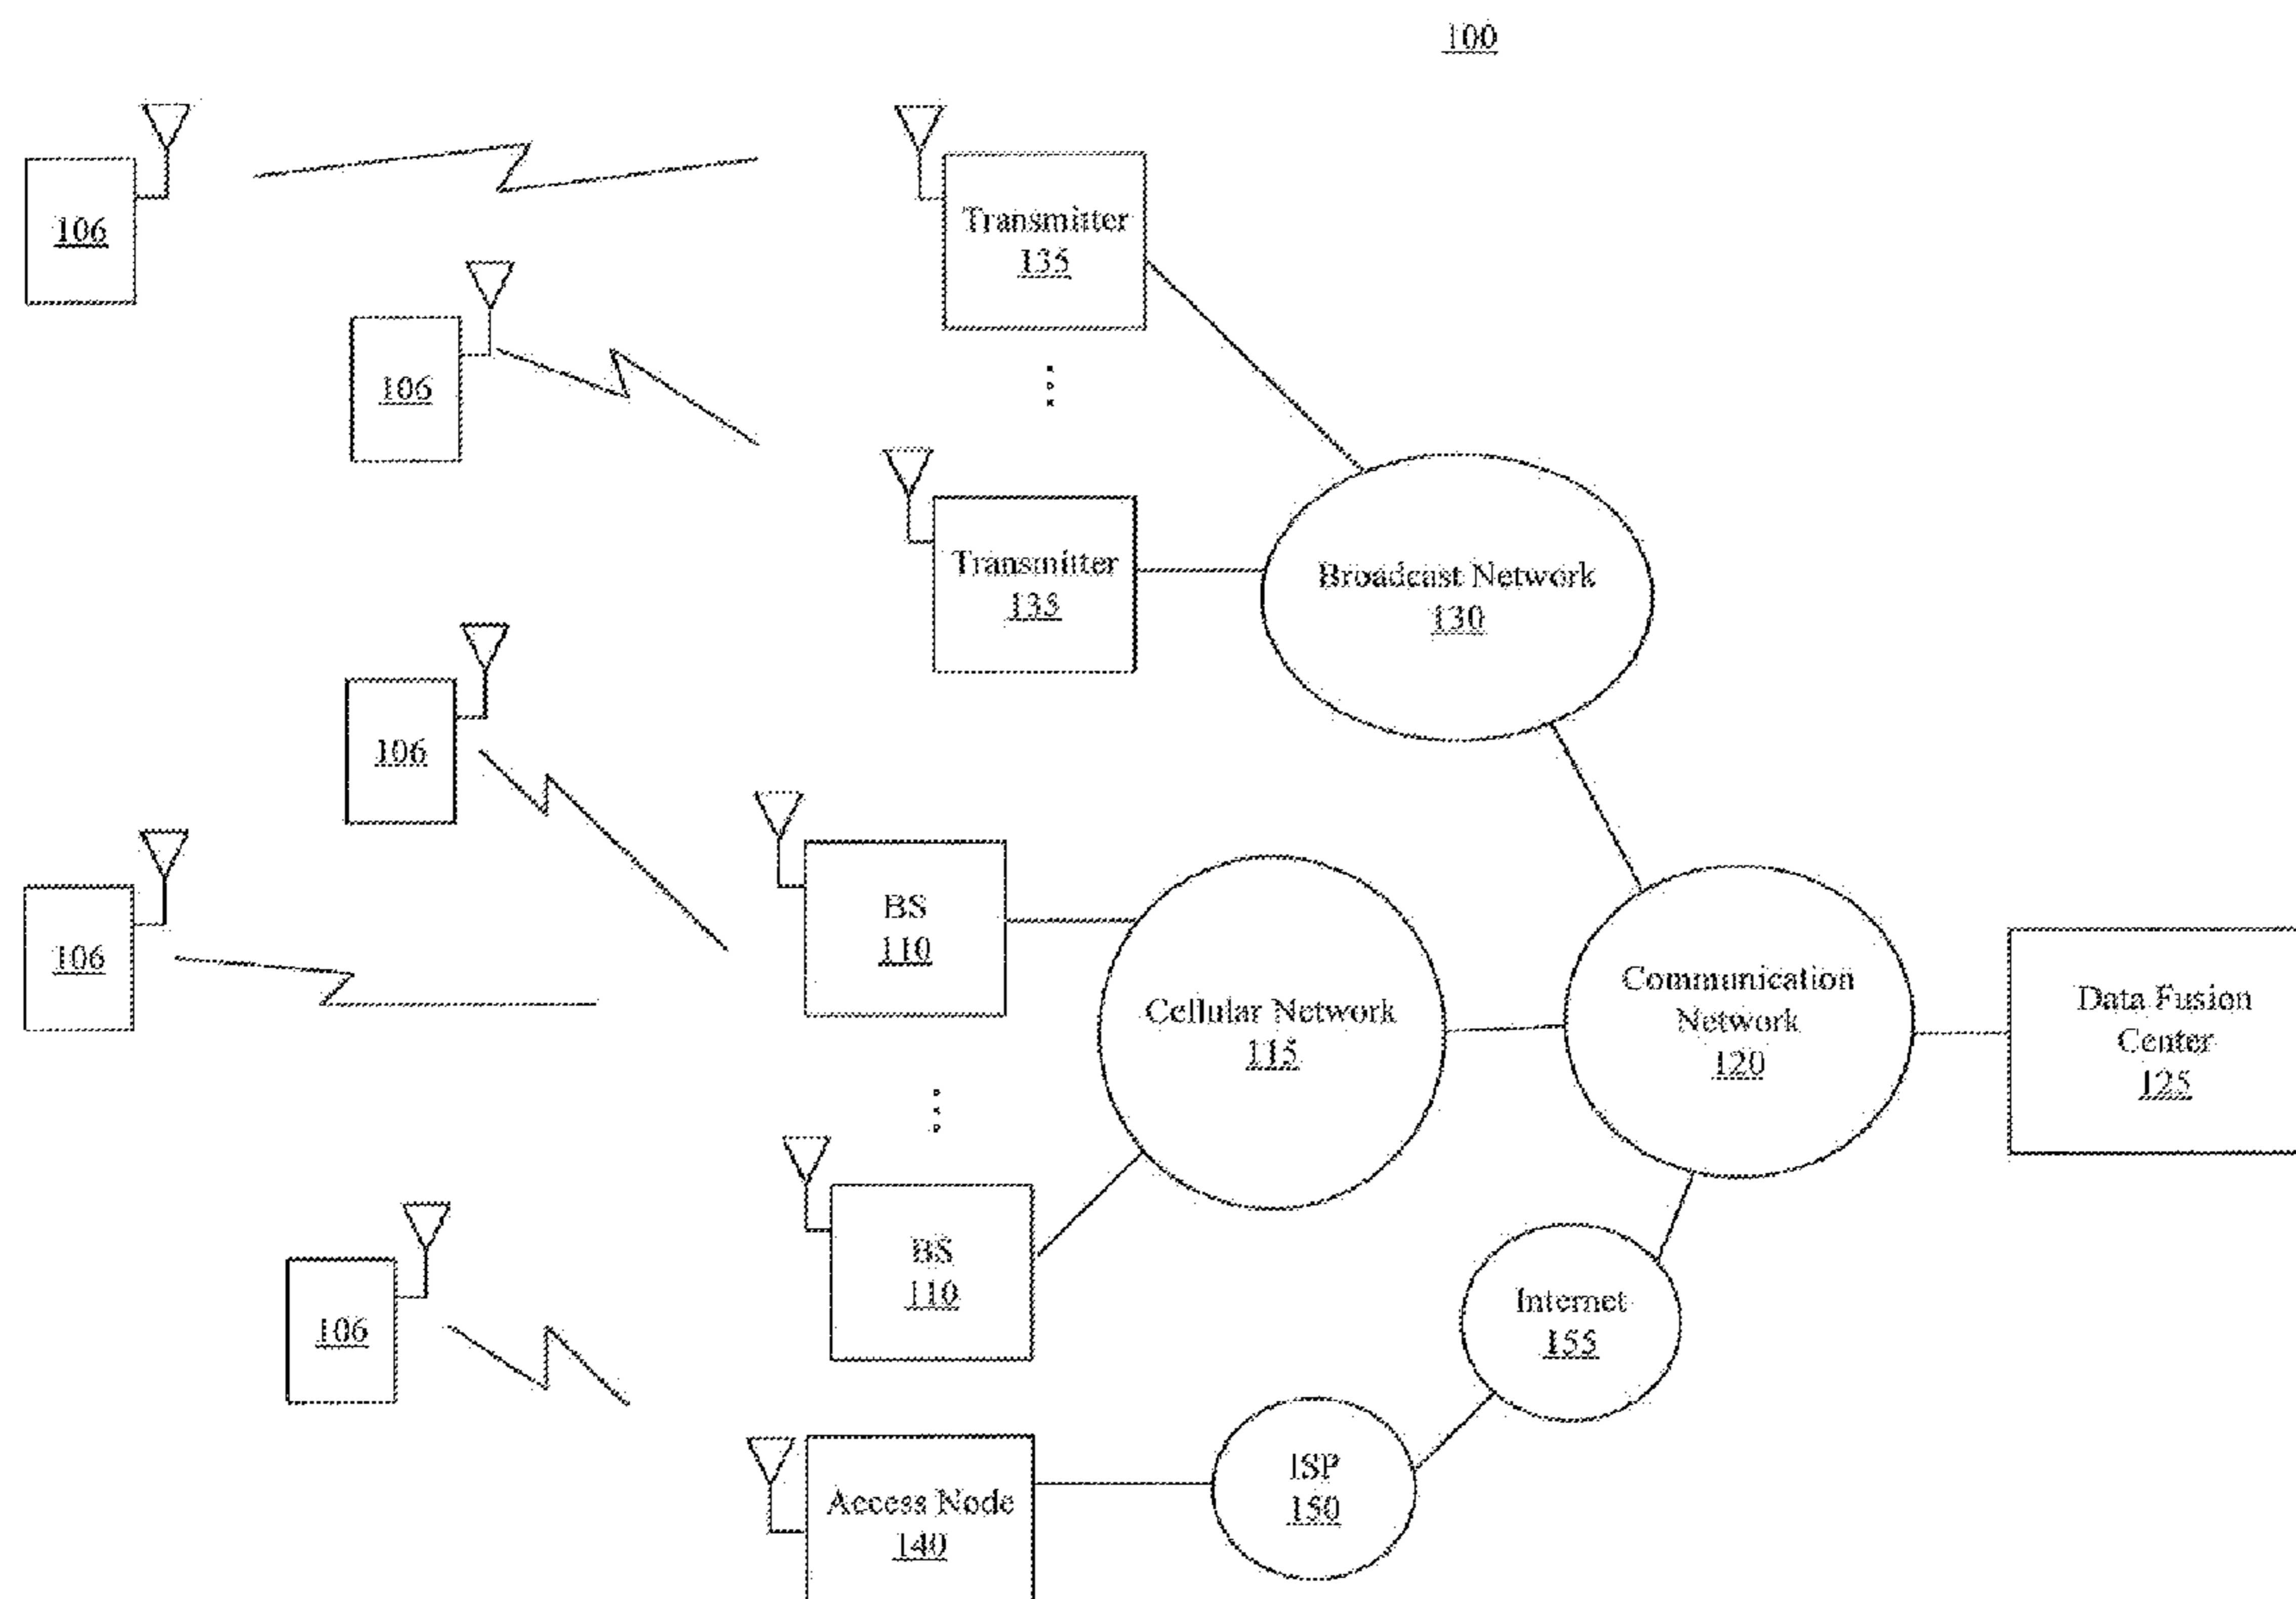 100
106
Transmitter
135
106
Transmitter
135
Broadcast Network
130
106
BS
110
106
Cellular Network
115
Communication
Network
120
Data Fusion
Center
125
BS
110
106
Internet
155
ISP
150
Access Node
140